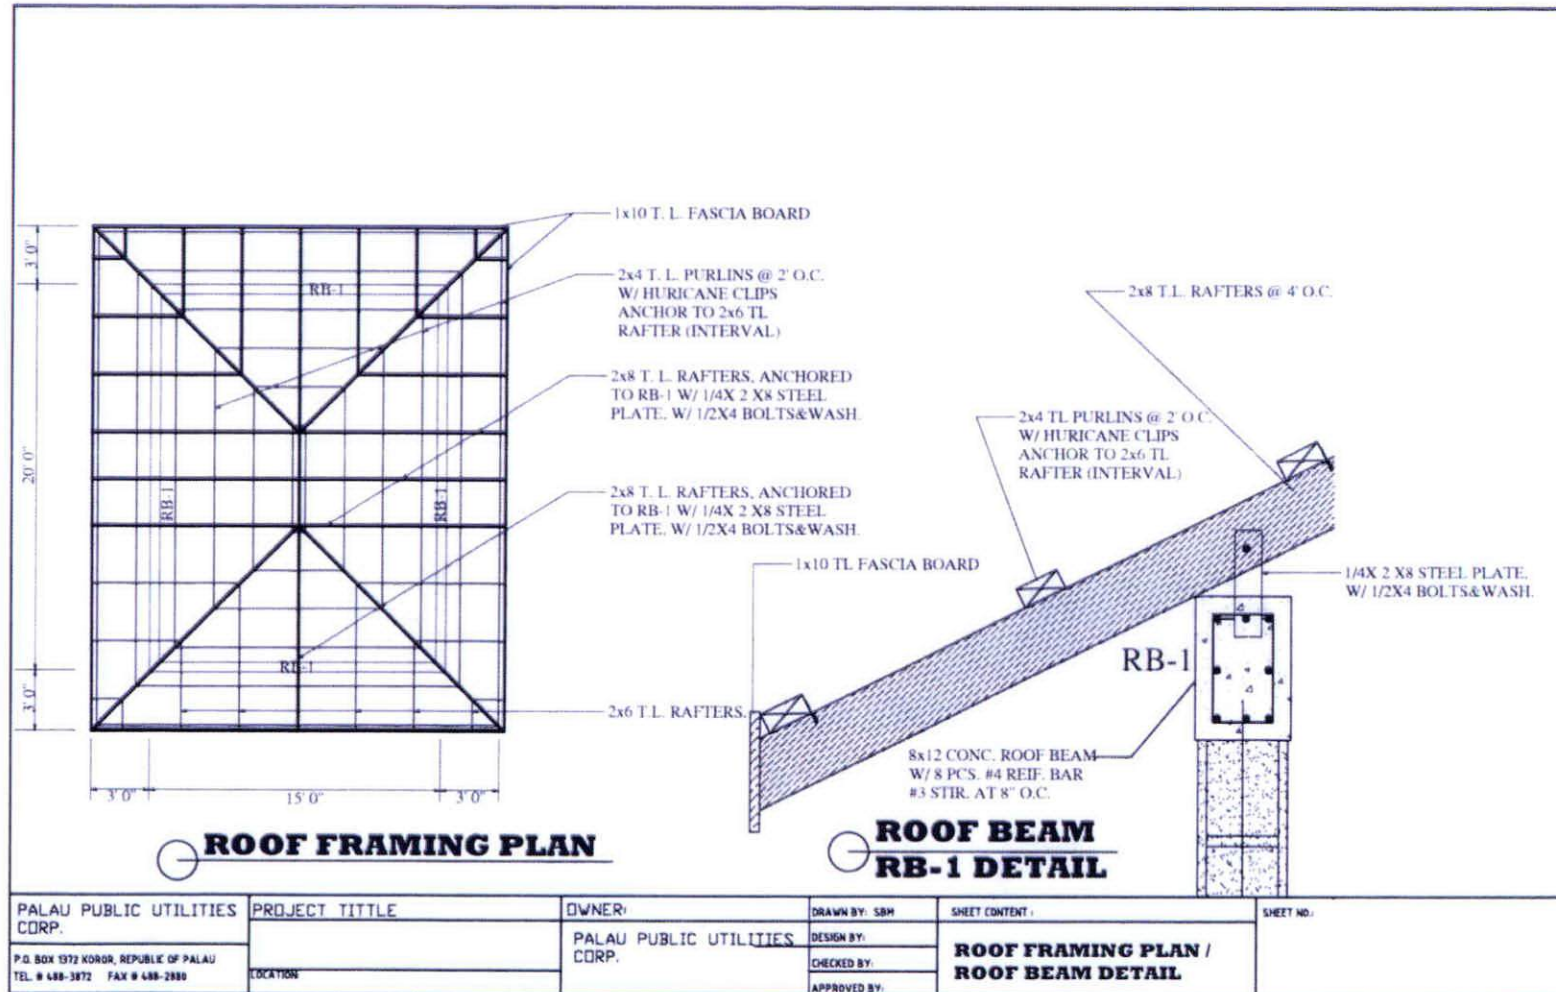 1x10 T. L. FASCIA BOARD
2x4 T. L. PURLINS @ 2' O.C.
W/ HURICANE CLIPS
ANCHOR TO 2x6 TL
RAFTER (INTERVAL)
2x8 T. L. RAFTERS, ANCHORED
TO RB-1 W/ 1/4X 2 X8 STEEL
PLATE, W/ 1/2X4 BOLTS&WASH.
2x8 T. L. RAFTERS, ANCHORED
TO RB-1 W/ 1/4X 2 X8 STEEL
PLATE, W/ 1/2X4 BOLTS&WASH.
2x6 T.L. RAFTERS.
3' 0"
20' 0"
3' 0"
RB-1
RB-1
RB-1
RB-1
3' 0"
15' 0"
3' 0"
ROOF FRAMING PLAN
2x8 T.L. RAFTERS @ 4' O.C.
2x4 TL PURLINS @ 2' O.C.
W/ HURICANE CLIPS
ANCHOR TO 2x6 TL
RAFTER (INTERVAL)
1x10 TL FASCIA BOARD
1/4X 2 X8 STEEL PLATE,
W/ 1/2X4 BOLTS&WASH.
RB-1
8x12 CONC. ROOF BEAM
W/ 8 PCS. #4 REIF. BAR
#3 STIR. AT 8" O.C.
ROOF BEAM
RB-1 DETAIL
PALAU PUBLIC UTILITIES
CORP.
P.O. BOX 1372 KOROR, REPUBLIC OF PALAU
TEL. # 488-3872 FAX # 488-2880
PROJECT TITTLE
LOCATION
OWNER:
PALAU PUBLIC UTILITIES
CORP.
DRAWN BY: SBM
DESIGN BY:
CHECKED BY:
APPROVED BY:
SHEET CONTENT :
ROOF FRAMING PLAN /
ROOF BEAM DETAIL
SHEET NO.: